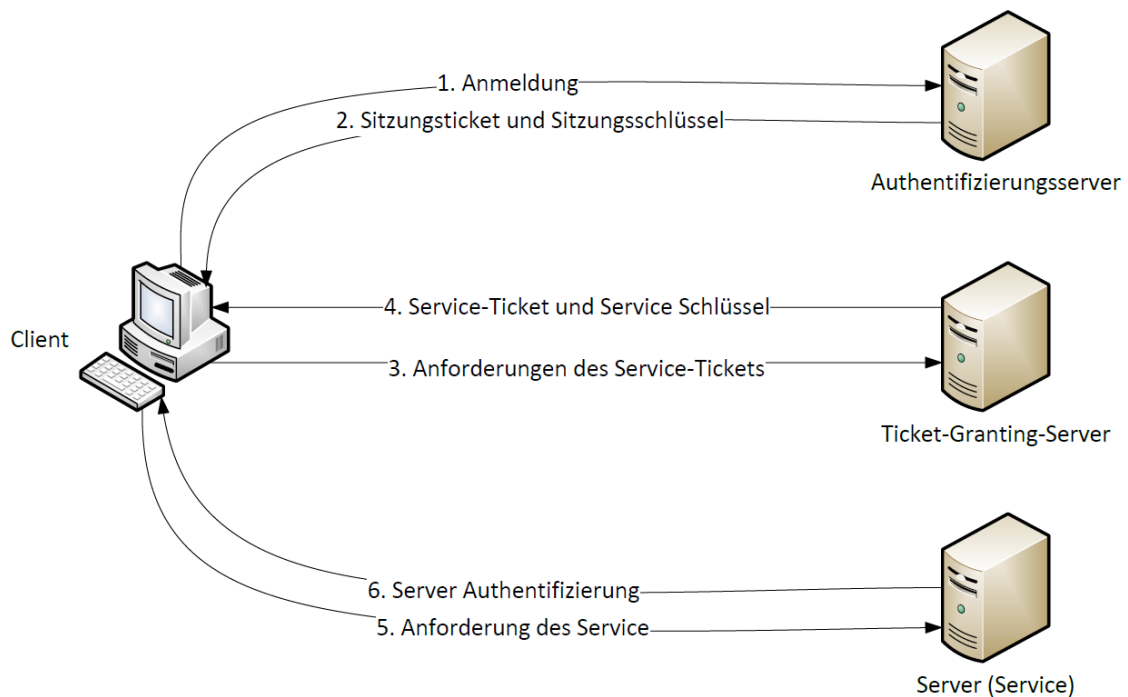 1. Anmeldung
2. Sitzungsticket und Sitzungsschlüssel
Authentifizierungsserver
4. Service-Ticket und Service Schlüssel
Client
3. Anforderungen des Service-Tickets
Ticket-Granting-Server
6. Server Authentifizierung
5. Anforderung des Service
Server (Service)